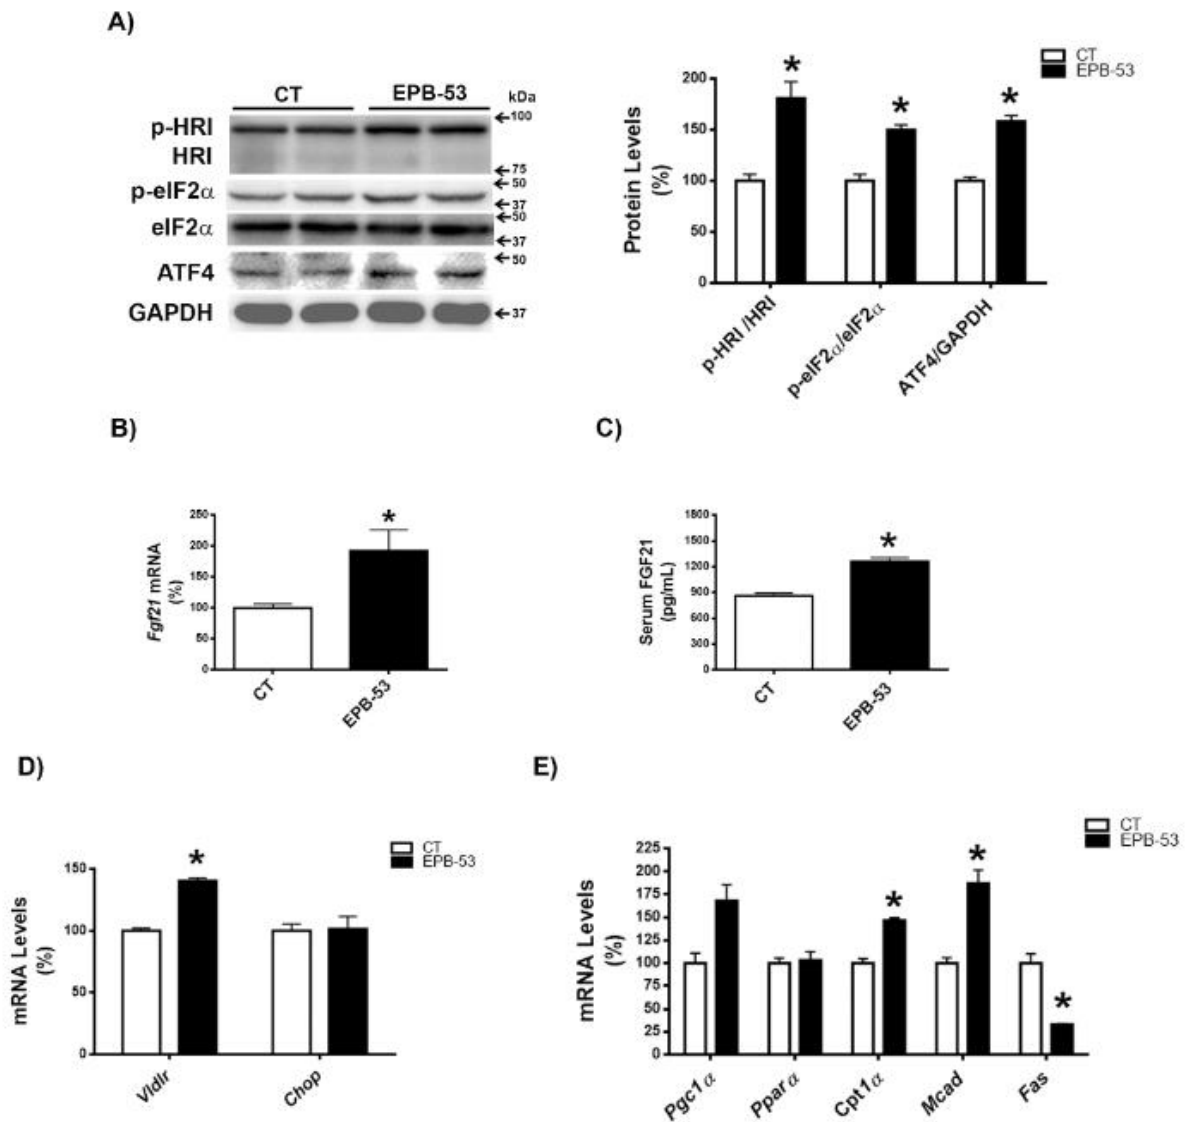 A)
CT EPB-53 kDa
p-HRI
HRI
p-eIF2α
eIF2α
ATF4
GAPDH
←100
←75
←50
←37
←50
←37
←50
←37
CT
EPB-53
Protein Levels
(%)
200
150
100
50
0
* * *
p-HRI /HRI
p-eIF2α/eIF2α
ATF4/GAPDH
B)
Fgf21 mRNA
(%)
250
200
150
100
50
0
*
CT
EPB-53
C)
Serum FGF21
(pg/mL)
1800
1500
1200
900
600
300
0
*
CT
EPB-53
D)
CT
EPB-53
mRNA Levels
(%)
150
100
50
0
*
Vldlr
Chop
E)
CT
EPB-53
mRNA Levels
(%)
225
200
175
150
125
100
75
50
25
0
* * *
Pgc1α
Pparα
Cpt1α
Mcad
Fas